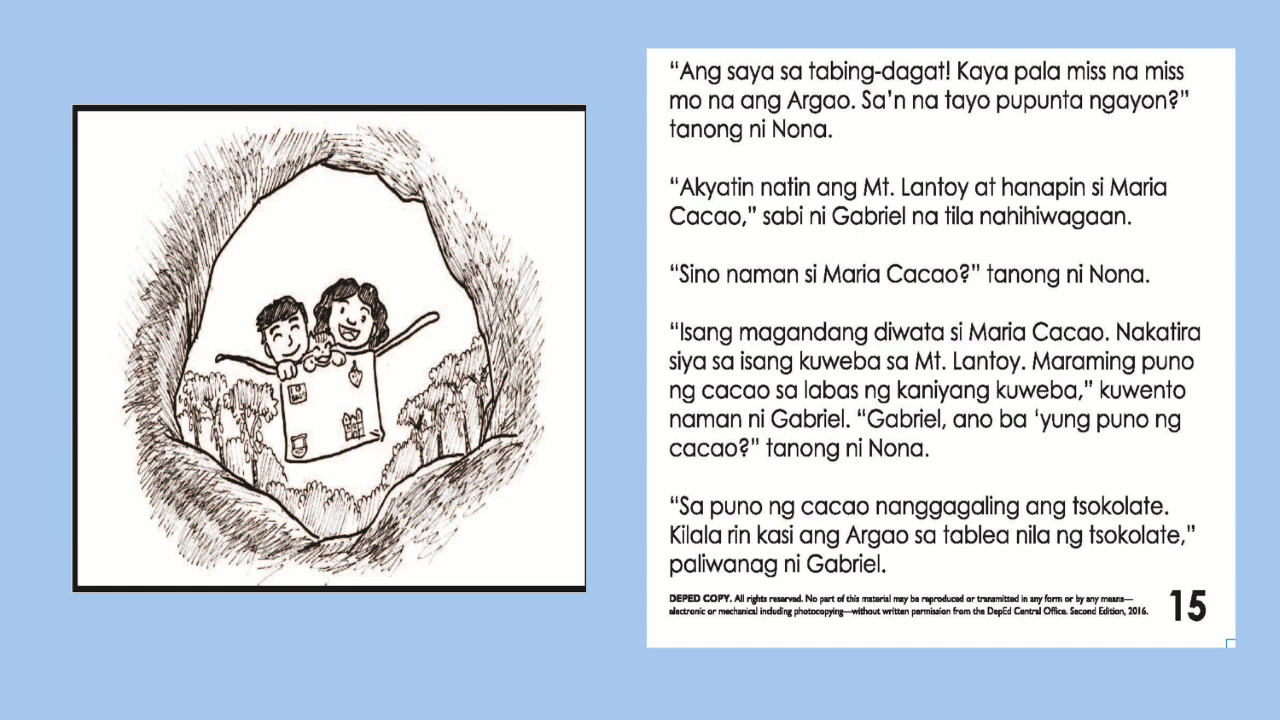 “Ang saya sa tabing-dagat! Kaya pala miss na miss
mo na ang Argao. Sa’n na tayo pupunta ngayon?”
tanong ni Nona.
“Akyatin natin ang Mt. Lantoy at hanapin si Maria
Cacao,” sabi ni Gabriel na tila nahihiwagaan.
“Sino naman si Maria Cacao?” tanong ni Nona.
“Isang magandang diwata si Maria Cacao. Nakatira
siya sa isang kuweba sa Mt. Lantoy. Maraming puno
ng cacao sa labas ng kaniyang kuweba,” kuwento
naman ni Gabriel. “Gabriel, ano ba ‘yung puno ng
cacao?” tanong ni Nona.
“Sa puno ng cacao nanggagaling ang tsokolate.
Kilala rin kasi ang Argao sa tablea nila ng tsokolate,”
paliwanag ni Gabriel.
DEPED COPY. All rights reserved. No part of this material may be reproduced or transmitted in any form or by any means—
electronic or mechanical including photocopying—without written permission from the DepEd Central Office. Second Edition, 2016.
15